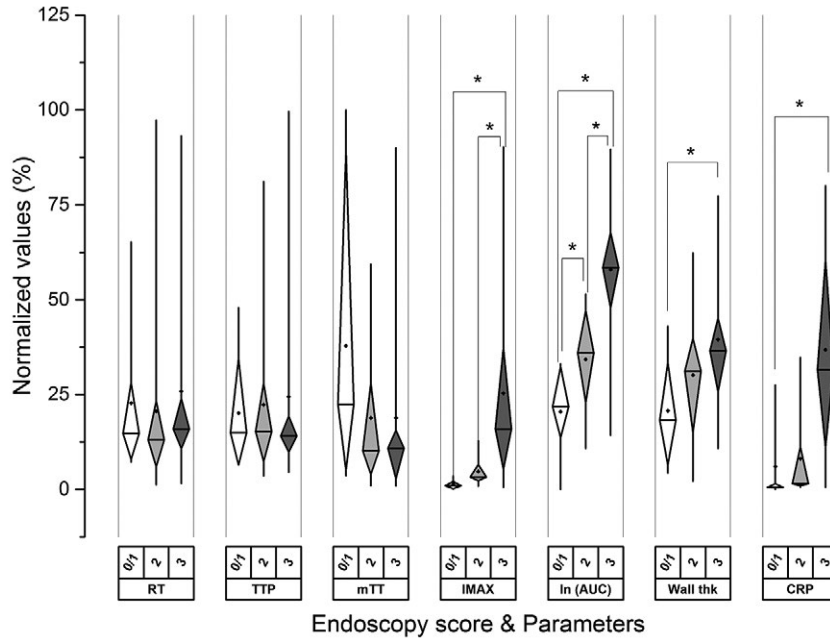 125
100
75
50
25
0
Normalized values (%)
* * * * * * *
0/1 2 3 0/1 2 3 0/1 2 3 0/1 2 3 0/1 2 3 0/1 2 3 0/1 2 3
RT TTP mTT IMAX In (AUC) Wall thk CRP
Endoscopy score & Parameters